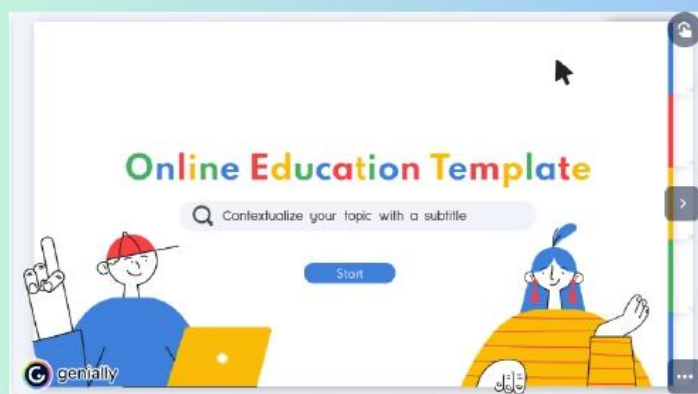 Online Education Template
Contextualize your topic with a subtitle
Start
genially